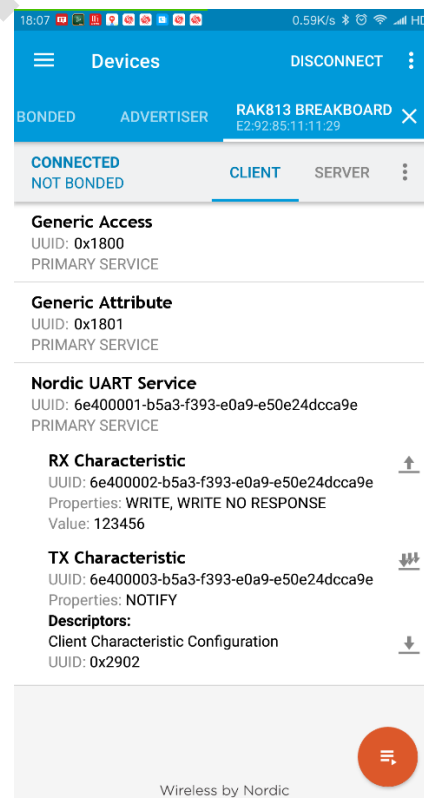 18:07 0.59K/s HD
Devices DISCONNECT
BONDED ADVERTISER RAK813 BREAKBOARD
E2:92:85:11:11:29
CONNECTED
NOT BONDED
CLIENT SERVER
Generic Access
UUID: 0x1800
PRIMARY SERVICE
Generic Attribute
UUID: 0x1801
PRIMARY SERVICE
Nordic UART Service
UUID: 6e400001-b5a3-f393-e0a9-e50e24dcca9e
PRIMARY SERVICE
RX Characteristic
UUID: 6e400002-b5a3-f393-e0a9-e50e24dcca9e
Properties: WRITE, WRITE NO RESPONSE
Value: 123456
TX Characteristic
UUID: 6e400003-b5a3-f393-e0a9-e50e24dcca9e
Properties: NOTIFY
Descriptors:
Client Characteristic Configuration
UUID: 0x2902
Wireless by Nordic